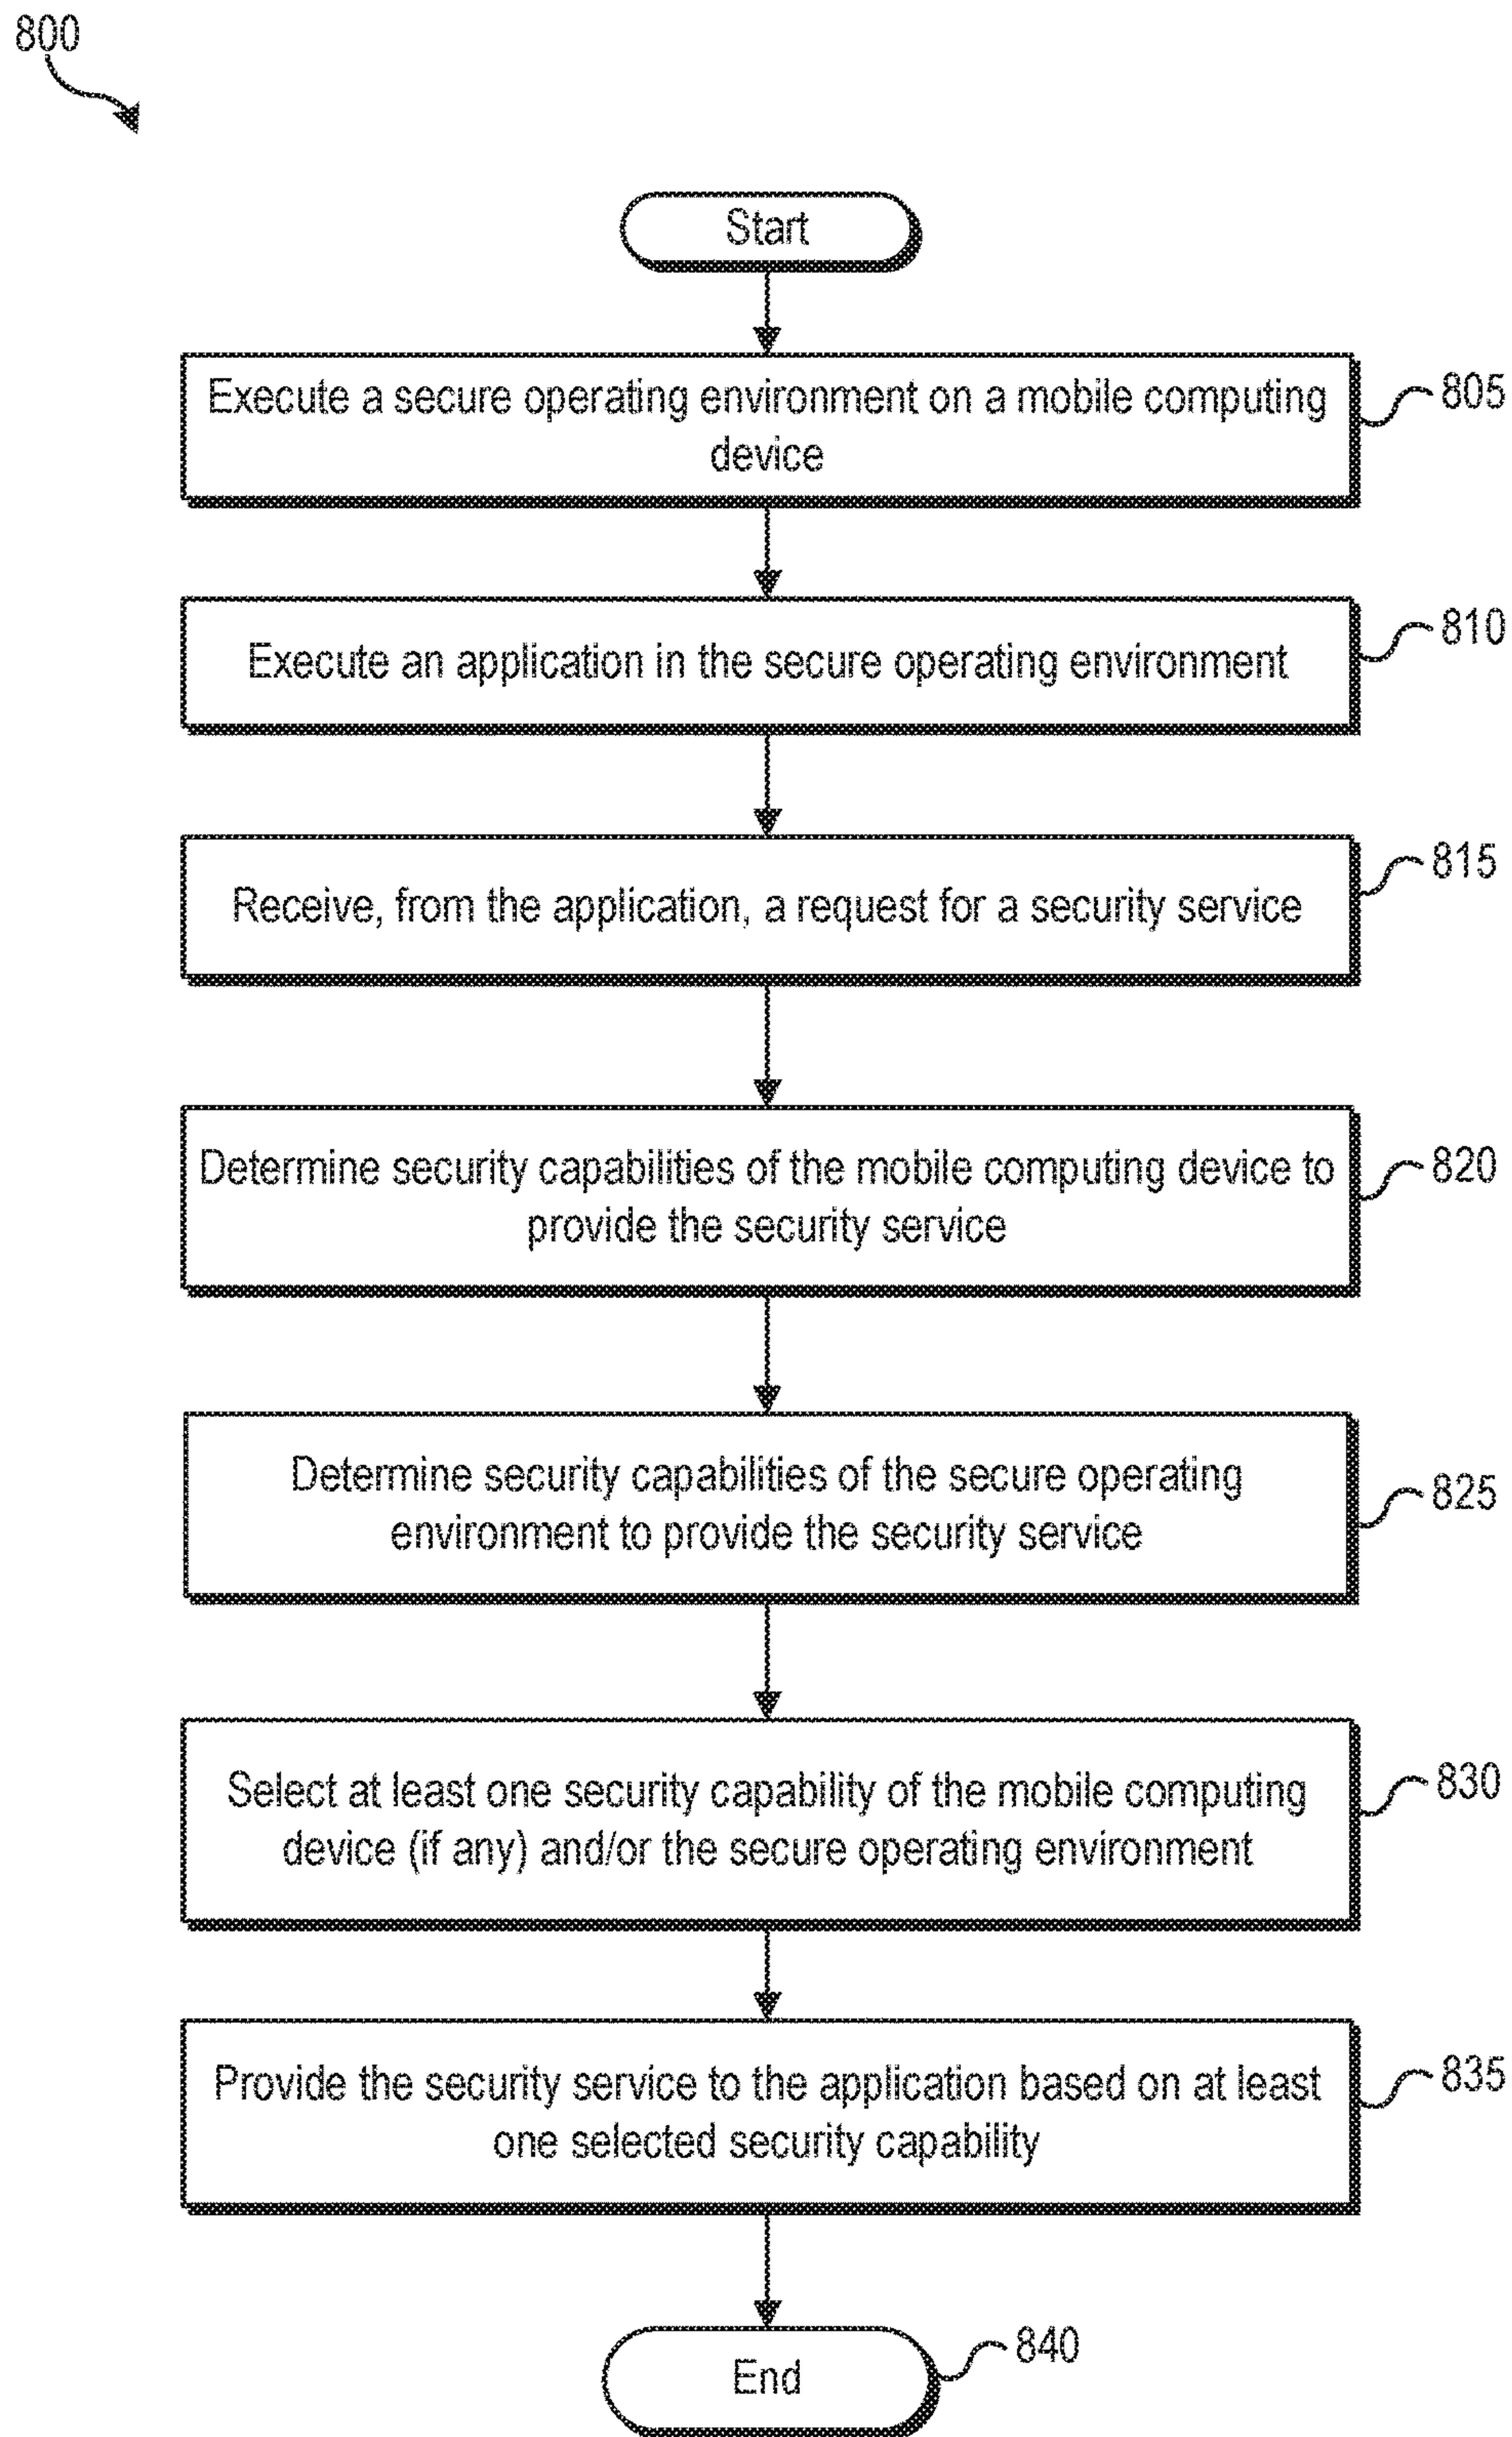 800
Start
Execute a secure operating environment on a mobile computing
device
805
Execute an application in the secure operating environment
810
Receive, from the application, a request for a security service
815
Determine security capabilities of the mobile computing device to
provide the security service
820
Determine security capabilities of the secure operating
environment to provide the security service
825
Select at least one security capability of the mobile computing
device (if any) and/or the secure operating environment
830
Provide the security service to the application based on at least
one selected security capability
835
End
840